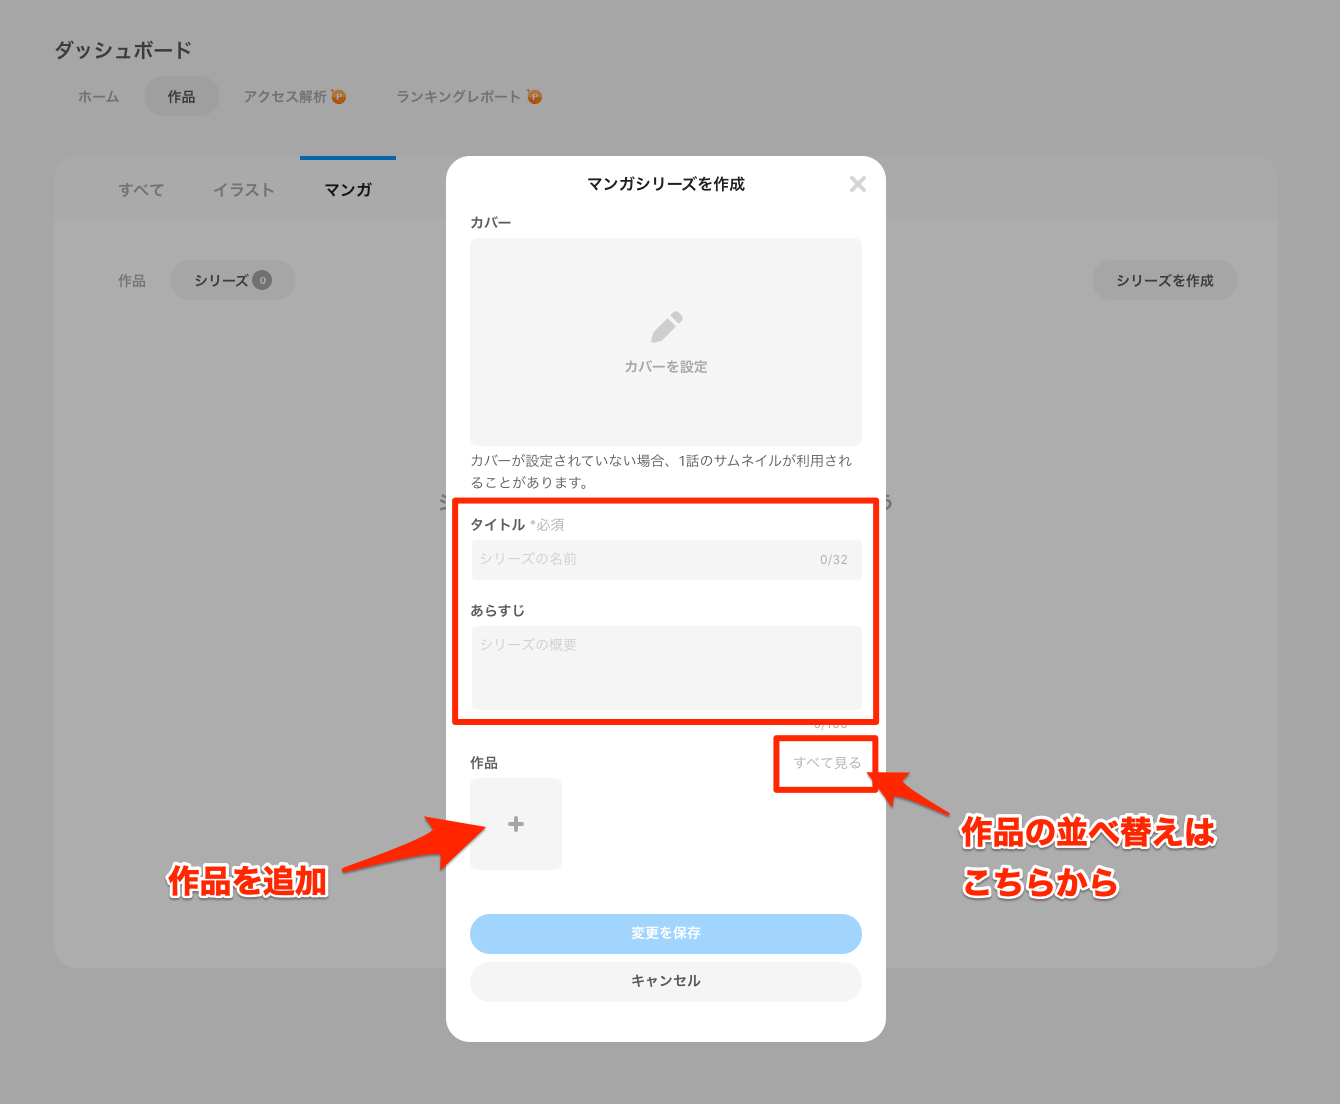 ダッシュボード
ホーム 作品 アクセス解析 P ランキングレポート P
すべて イラスト マンガ
作品 シリーズ 0 シリーズを作成
マンガシリーズを作成
カバー
カバーを設定
カバーが設定されていない場合、1話のサムネイルが利用され
ることがあります。
タイトル *必須
シリーズの名前 0/32
あらすじ
シリーズの概要
作品 すべて見る
作品を追加
作品の並べ替えは
こちらから
変更を保存
キャンセル